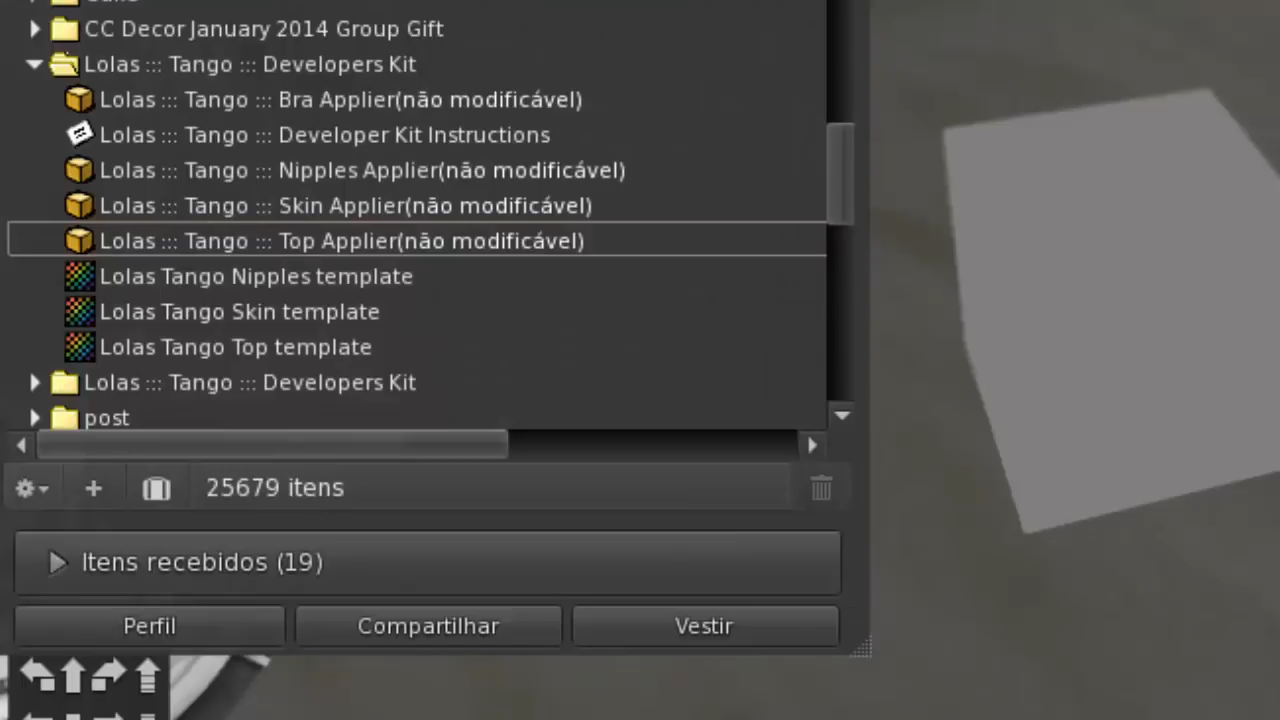 CC Decor January 2014 Group Gift
Lolas ::: Tango ::: Developers Kit
Lolas ::: Tango ::: Bra Applier(não modificável)
Lolas ::: Tango ::: Developer Kit Instructions
Lolas ::: Tango ::: Nipples Applier(não modificável)
Lolas ::: Tango ::: Skin Applier(não modificável)
Lolas ::: Tango ::: Top Applier(não modificável)
Lolas Tango Nipples template
Lolas Tango Skin template
Lolas Tango Top template
Lolas ::: Tango ::: Developers Kit
post
25679 itens
Itens recebidos (19)
Perfil
Compartilhar
Vestir